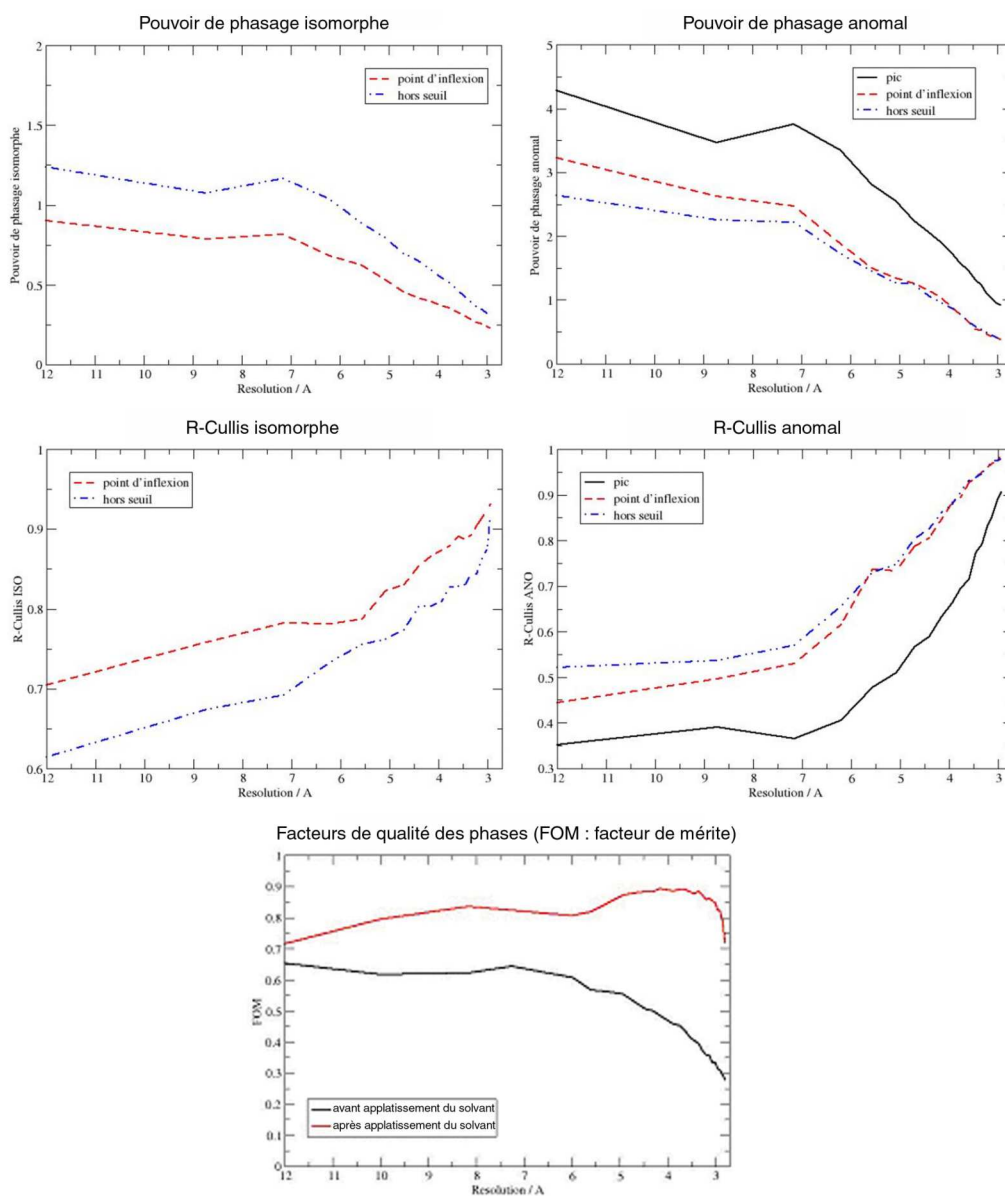 Pouvoir de phasage isomorphe
2
1.5
1
0.5
0
Pouvoir de phasage isomorphe
point d'inflexion
hors seuil
12 11 10 9 8 7 6 5 4 3
Resolution / A
Pouvoir de phasage anomal
5
4
3
2
1
0
Pouvoir de phasage anomal
pic
point d'inflexion
hors seuil
12 11 10 9 8 7 6 5 4 3
Resolution / A
R-Cullis isomorphe
1
0.9
0.8
0.7
0.6
R-Cullis ISO
point d'inflexion
hors seuil
12 11 10 9 8 7 6 5 4 3
Resolution / A
R-Cullis anomal
1
0.9
0.8
0.7
0.6
0.5
0.4
0.3
R-Cullis ANO
pic
point d'inflexion
hors seuil
12 11 10 9 8 7 6 5 4 3
Resolution / A
Facteurs de qualité des phases (FOM : facteur de mérite)
1
0.9
0.8
0.7
0.6
0.5
0.4
0.3
0.2
0.1
0
FOM
avant applatissement du solvant
après applatissement du solvant
12 11 10 9 8 7 6 5 4 3
Resolution / A